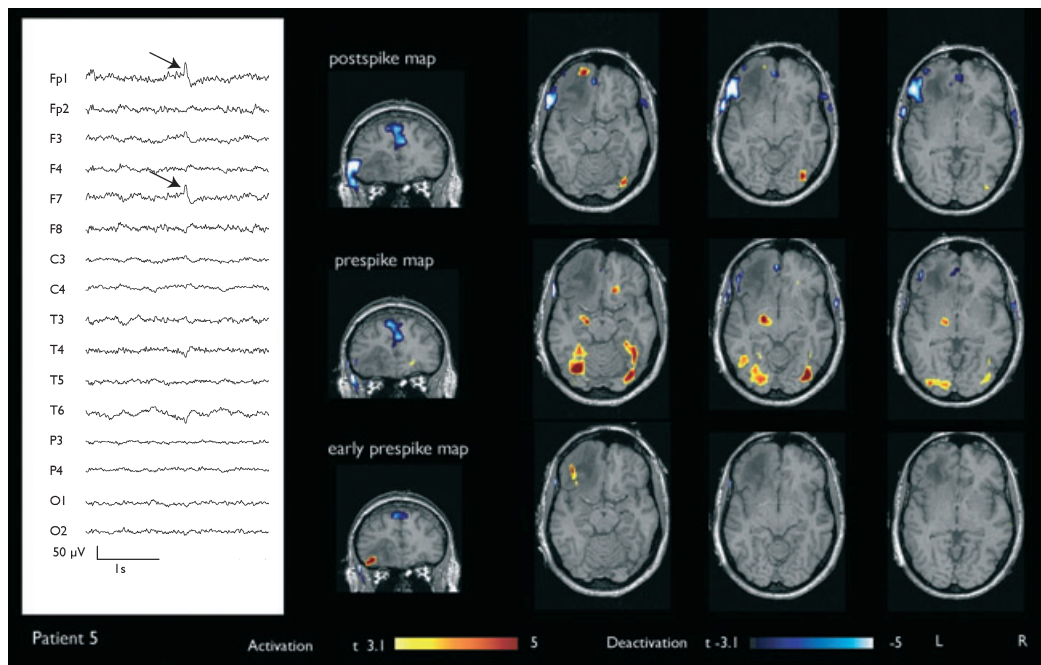 Fp1
Fp2
F3
F4
F7
F8
C3
C4
T3
T4
T5
T6
P3
P4
O1
O2
50 µV
1s
postspike map
prespike map
early prespike map
Patient 5
Activation t 3.1 5
Deactivation t -3.1 -5 L R